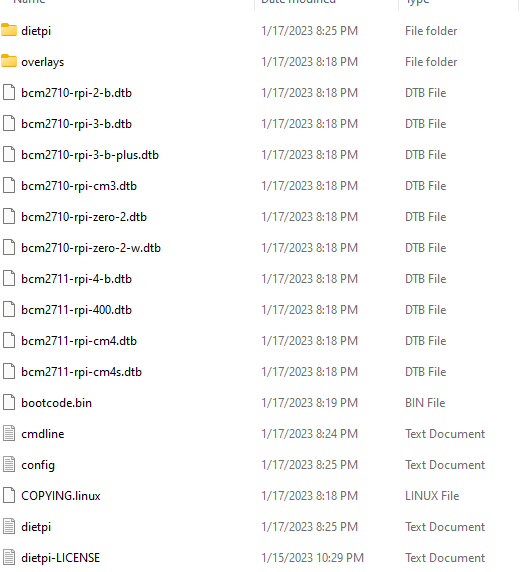 Name Date modified Type
dietpi 1/17/2023 8:25 PM File folder
overlays 1/17/2023 8:18 PM File folder
bcm2710-rpi-2-b.dtb 1/17/2023 8:18 PM DTB File
bcm2710-rpi-3-b.dtb 1/17/2023 8:18 PM DTB File
bcm2710-rpi-3-b-plus.dtb 1/17/2023 8:18 PM DTB File
bcm2710-rpi-cm3.dtb 1/17/2023 8:18 PM DTB File
bcm2710-rpi-zero-2.dtb 1/17/2023 8:18 PM DTB File
bcm2710-rpi-zero-2-w.dtb 1/17/2023 8:18 PM DTB File
bcm2711-rpi-4-b.dtb 1/17/2023 8:18 PM DTB File
bcm2711-rpi-400.dtb 1/17/2023 8:18 PM DTB File
bcm2711-rpi-cm4.dtb 1/17/2023 8:18 PM DTB File
bcm2711-rpi-cm4s.dtb 1/17/2023 8:18 PM DTB File
bootcode.bin 1/17/2023 8:19 PM BIN File
cmdline 1/17/2023 8:24 PM Text Document
config 1/17/2023 8:25 PM Text Document
COPYING.linux 1/17/2023 8:18 PM LINUX File
dietpi 1/17/2023 8:25 PM Text Document
dietpi-LICENSE 1/15/2023 10:29 PM Text Document